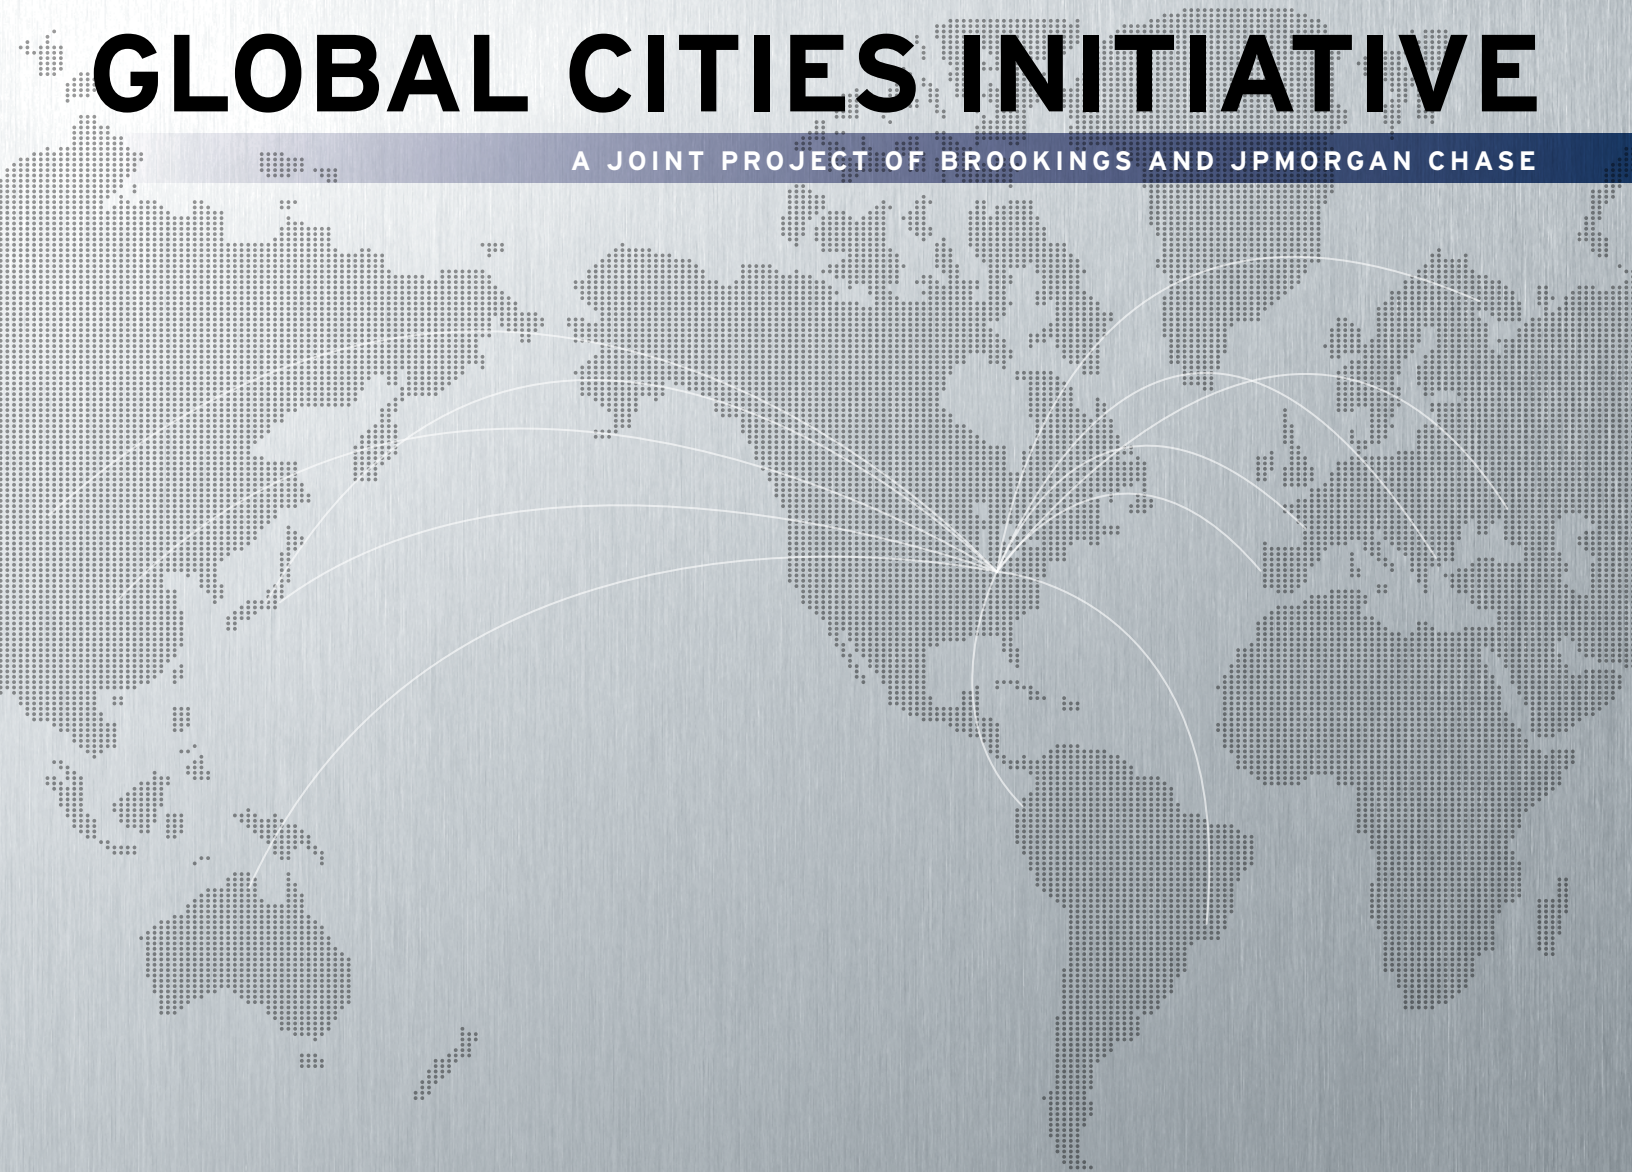 GLOBAL CITIES INITIATIVE
A JOINT PROJECT OF BROOKINGS AND JPMORGAN CHASE